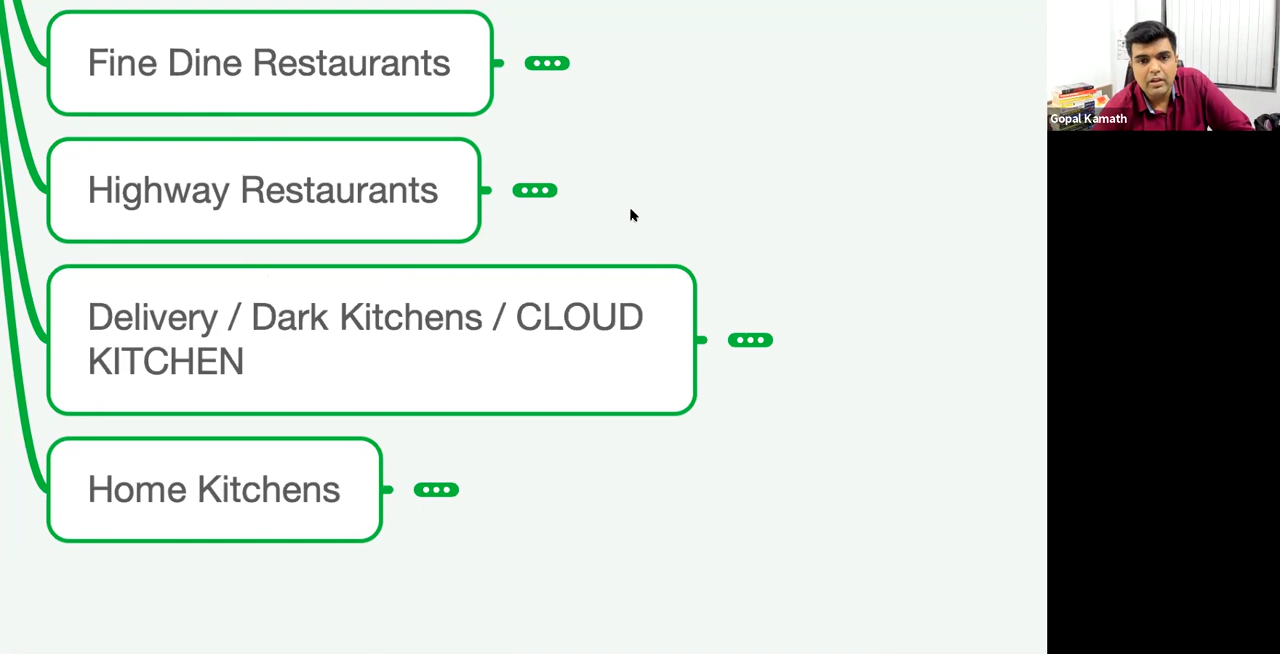 Fine Dine Restaurants
Gopal Kamath
Highway Restaurants
Delivery / Dark Kitchens / CLOUD
KITCHEN
Home Kitchens